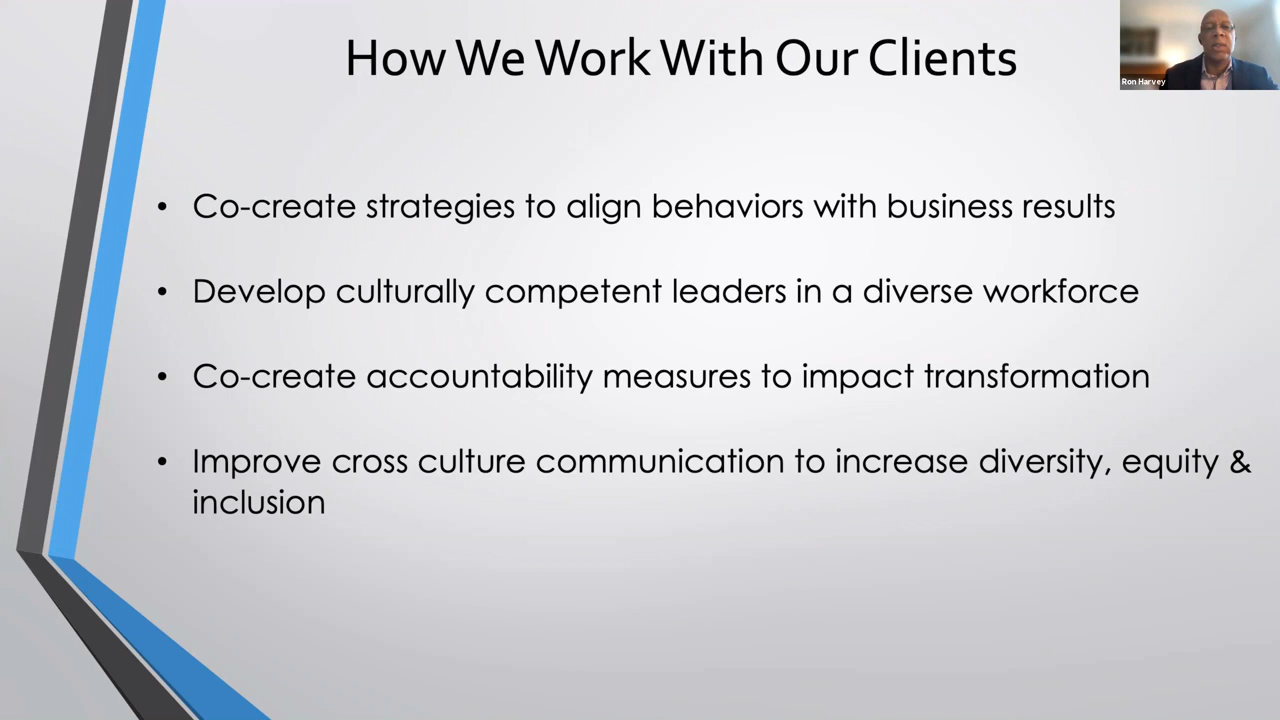 How We Work With Our Clients
Ron Harvey
• Co-create strategies to align behaviors with business results
• Develop culturally competent leaders in a diverse workforce
• Co-create accountability measures to impact transformation
• Improve cross culture communication to increase diversity, equity &
inclusion